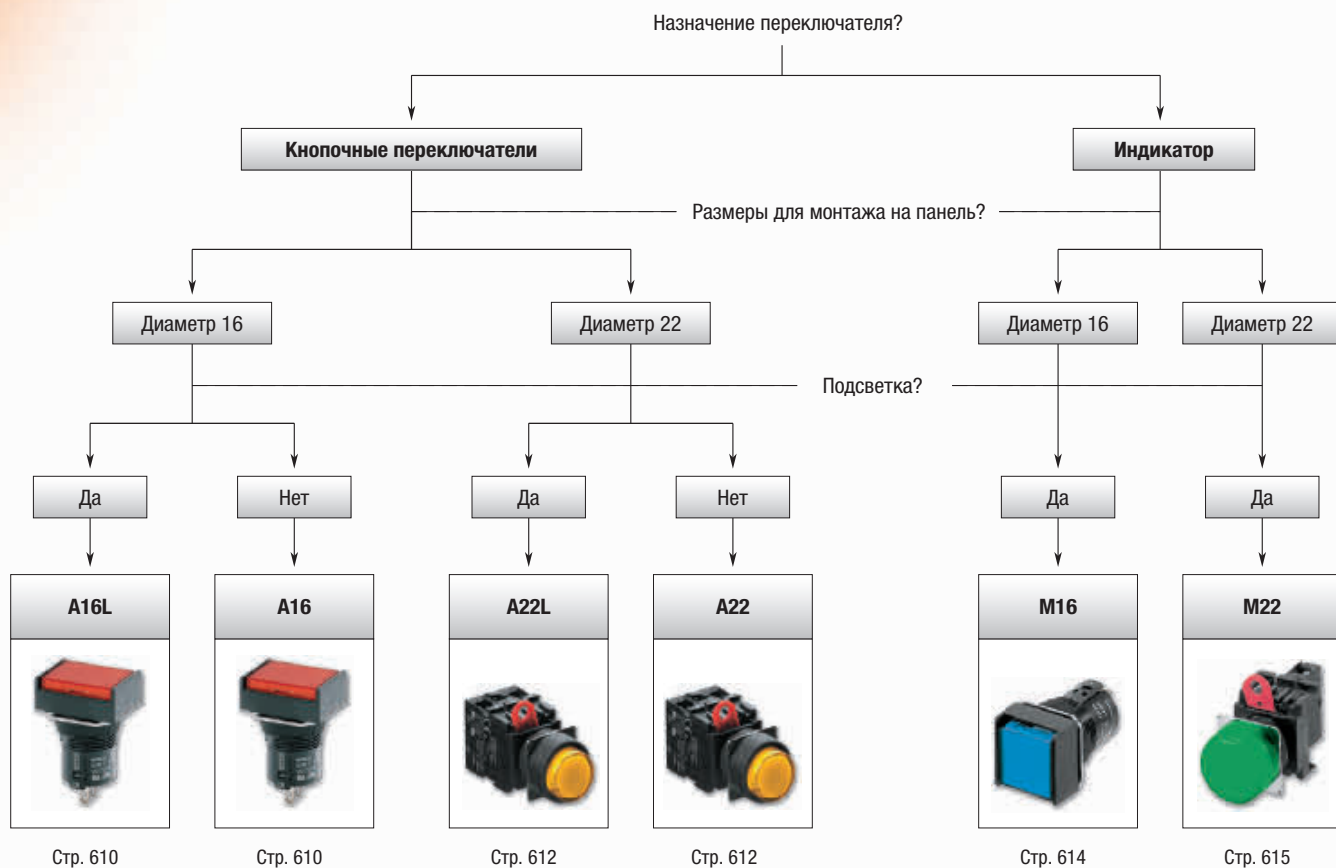 Назначение переключателя?
Кнопочные переключатели
Индикатор
Размеры для монтажа на панель?
Диаметр 16
Диаметр 22
Диаметр 16
Диаметр 22
Подсветка?
Да
Нет
Да
Нет
Да
Да
A16L
A16
A22L
A22
M16
M22
Стр. 610
Стр. 610
Стр. 612
Стр. 612
Стр. 614
Стр. 615